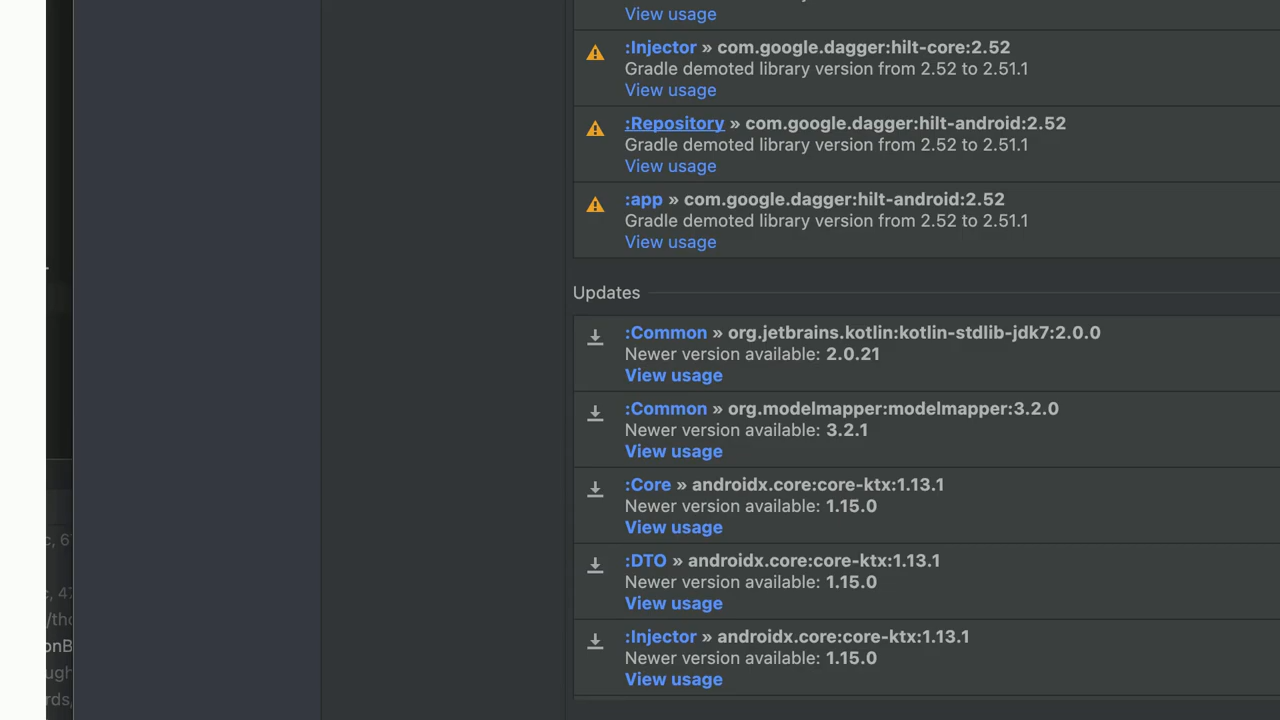 View usage
:Injector » com.google.dagger:hilt-core:2.52
Gradle demoted library version from 2.52 to 2.51.1
View usage
:Repository » com.google.dagger:hilt-android:2.52
Gradle demoted library version from 2.52 to 2.51.1
View usage
:app » com.google.dagger:hilt-android:2.52
Gradle demoted library version from 2.52 to 2.51.1
View usage
Updates
:Common » org.jetbrains.kotlin:kotlin-stdlib-jdk7:2.0.0
Newer version available: 2.0.21
View usage
:Common » org.modelmapper:modelmapper:3.2.0
Newer version available: 3.2.1
View usage
:Core » androidx.core:core-ktx:1.13.1
Newer version available: 1.15.0
View usage
:DTO » androidx.core:core-ktx:1.13.1
Newer version available: 1.15.0
View usage
:Injector » androidx.core:core-ktx:1.13.1
Newer version available: 1.15.0
View usage